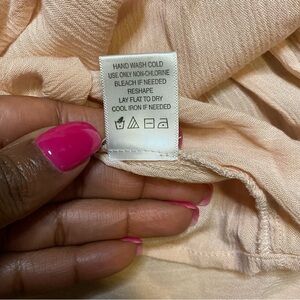 HAND WASH COLD
USE ONLY NON-CHLORINE
BLEACH IF NEEDED
RESHAPE
LAY FLAT TO DRY
COOL IRON IF NEEDED